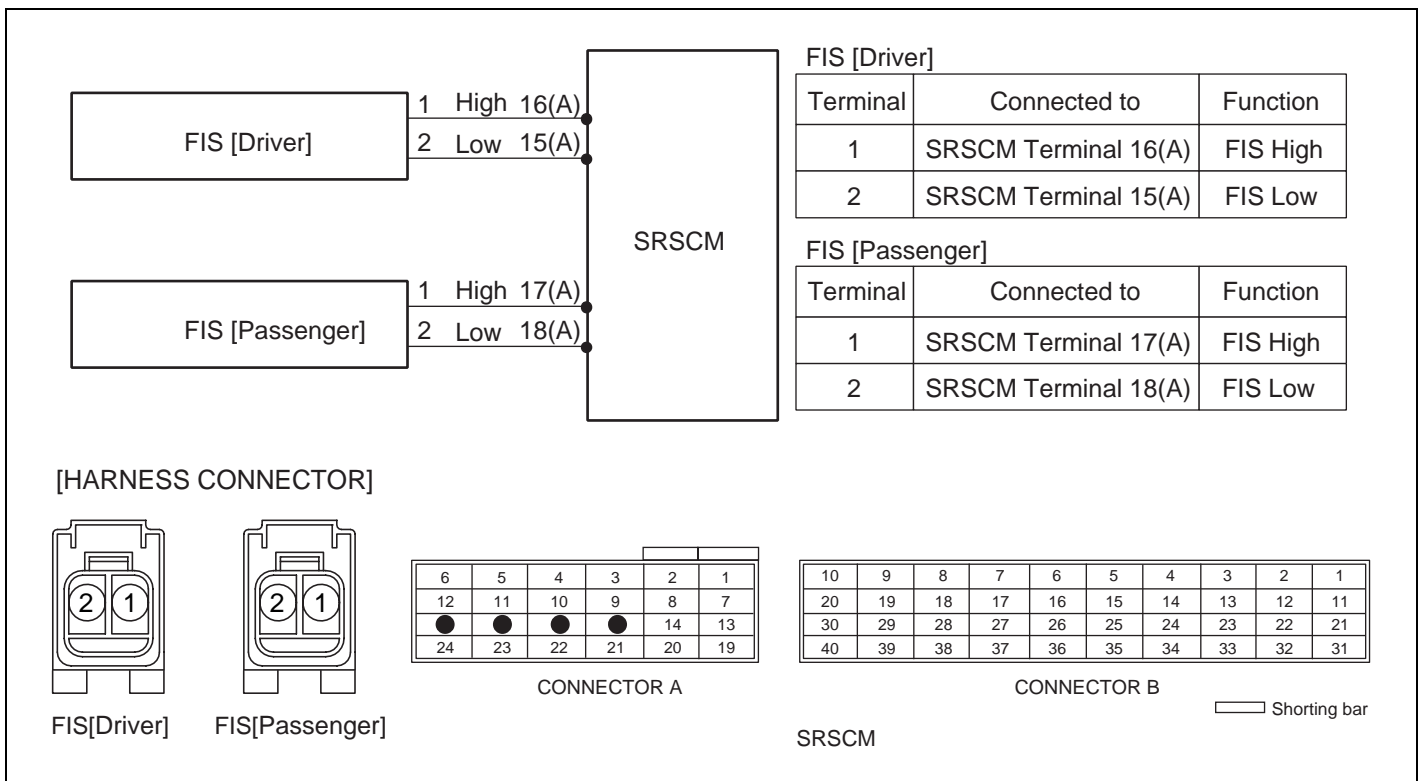 FIS [Driver]
1 High 16(A)
2 Low 15(A)
FIS [Passenger]
1 High 17(A)
2 Low 18(A)
SRSCM
FIS [Driver]
Terminal Connected to Function
1 SRSCM Terminal 16(A) FIS High
2 SRSCM Terminal 15(A) FIS Low
FIS [Passenger]
Terminal Connected to Function
1 SRSCM Terminal 17(A) FIS High
2 SRSCM Terminal 18(A) FIS Low
[HARNESS CONNECTOR]
2 1
FIS[Driver]
2 1
FIS[Passenger]
6 5 4 3 2 1
12 11 10 9 8 7
14 13
24 23 22 21 20 19
CONNECTOR A
10 9 8 7 6 5 4 3 2 1
20 19 18 17 16 15 14 13 12 11
30 29 28 27 26 25 24 23 22 21
40 39 38 37 36 35 34 33 32 31
CONNECTOR B
Shorting bar
SRSCM